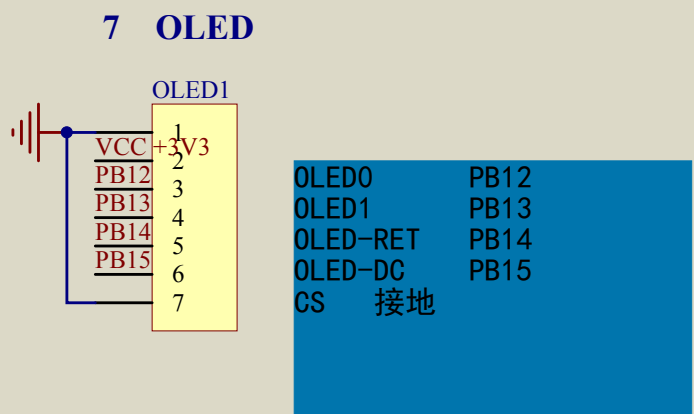 7 OLED
OLED1
1
VCC +3V3
2
PB12
3
PB13
4
PB14
5
PB15
6
7
OLED0 PB12
OLED1 PB13
OLED-RET PB14
OLED-DC PB15
CS 接地